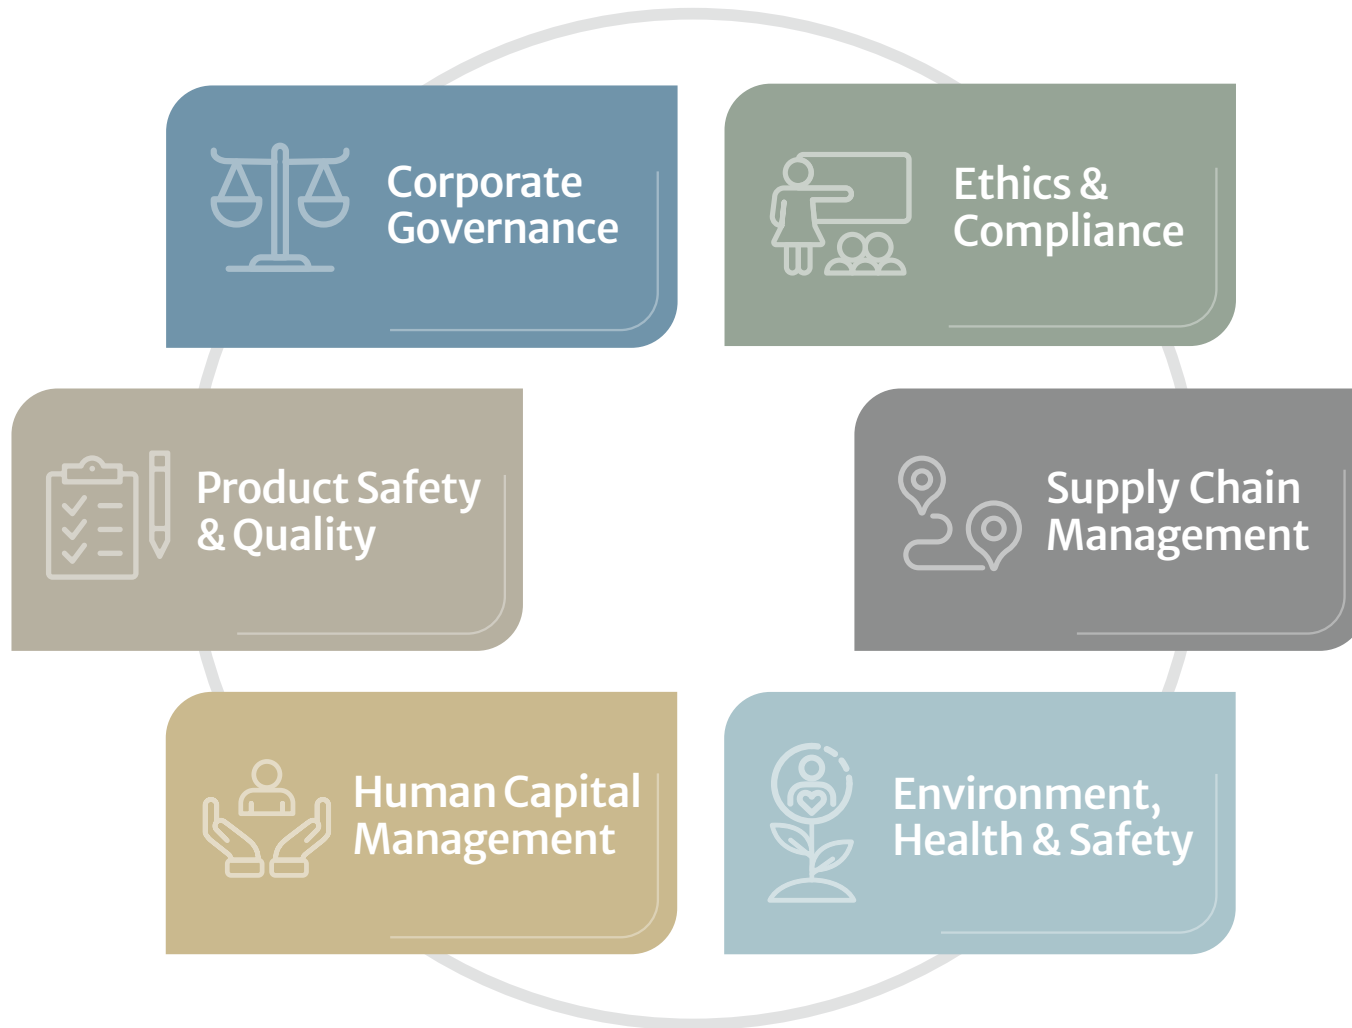 Corporate
Governance
Ethics &
Compliance
Product Safety
& Quality
Supply Chain
Management
Human Capital
Management
Environment,
Health & Safety